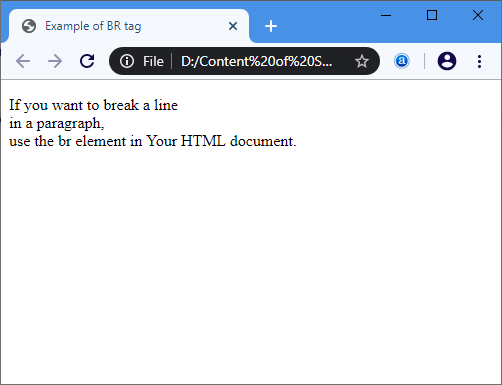 Example of BR tag
File D:/Content%20of%20S...
If you want to break a line
in a paragraph,
use the br element in Your HTML document.